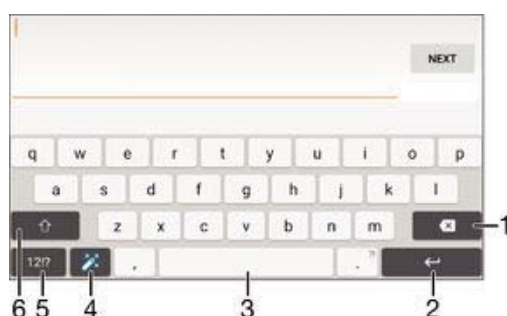 NEXT
q w e r t y u i o p
a s d f g h j k l
z x c v b n m 1
12!? , . ?
6 5 4 3 2